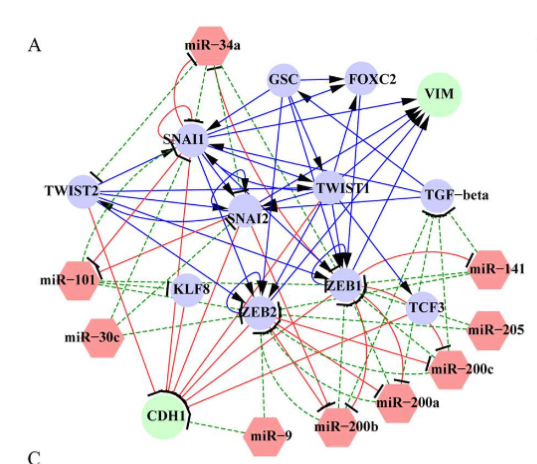 A
miR-34a
GSC
FOXC2
VIM
SNAI1
TWIST2
TWIST1
TGF-beta
SNAI2
miR-101
KLF8
ZEB1
miR-141
ZEB2
TCF3
miR-30c
miR-205
miR-200c
CDH1
miR-200a
miR-9
miR-200b
C